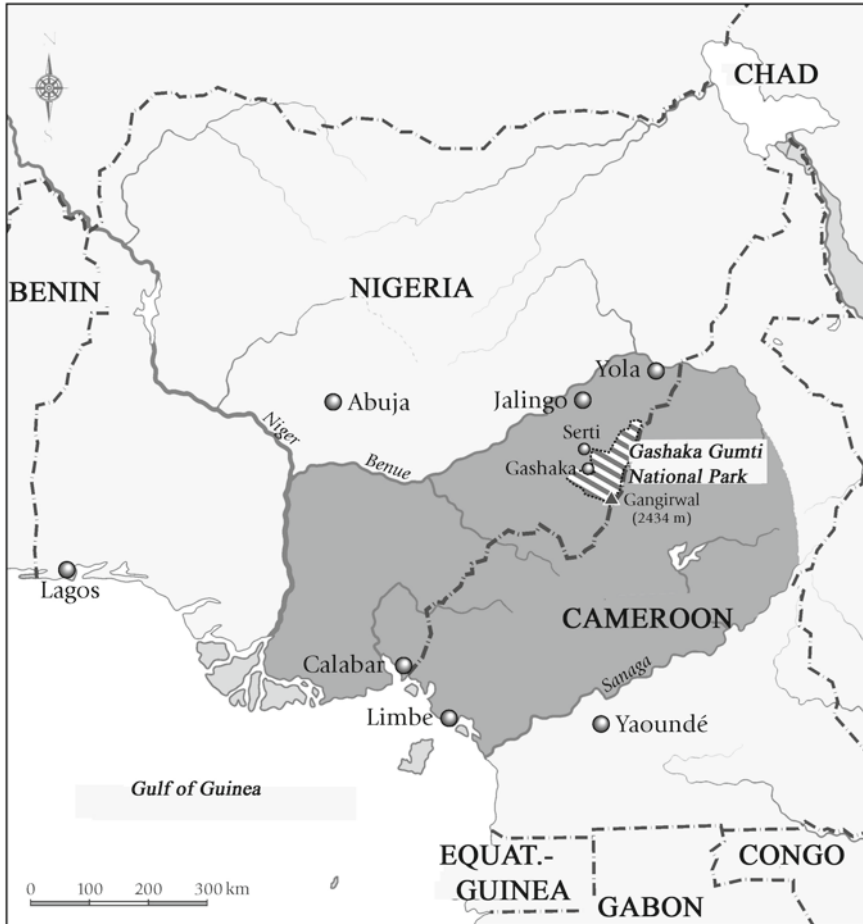 N
CHAD
NIGERIA
BENIN
Yola
Abuja
Jalingo
Niger
Serti
Gashaka Gumti
National Park
Benue
Gashaka
Gangirwal
(2434 m)
Lagos
CAMEROON
Calabar
Sanaga
Limbe
Yaoundé
Gulf of Guinea
EQUAT.-
GUINEA
CONGO
GABON
0 100 200 300 km